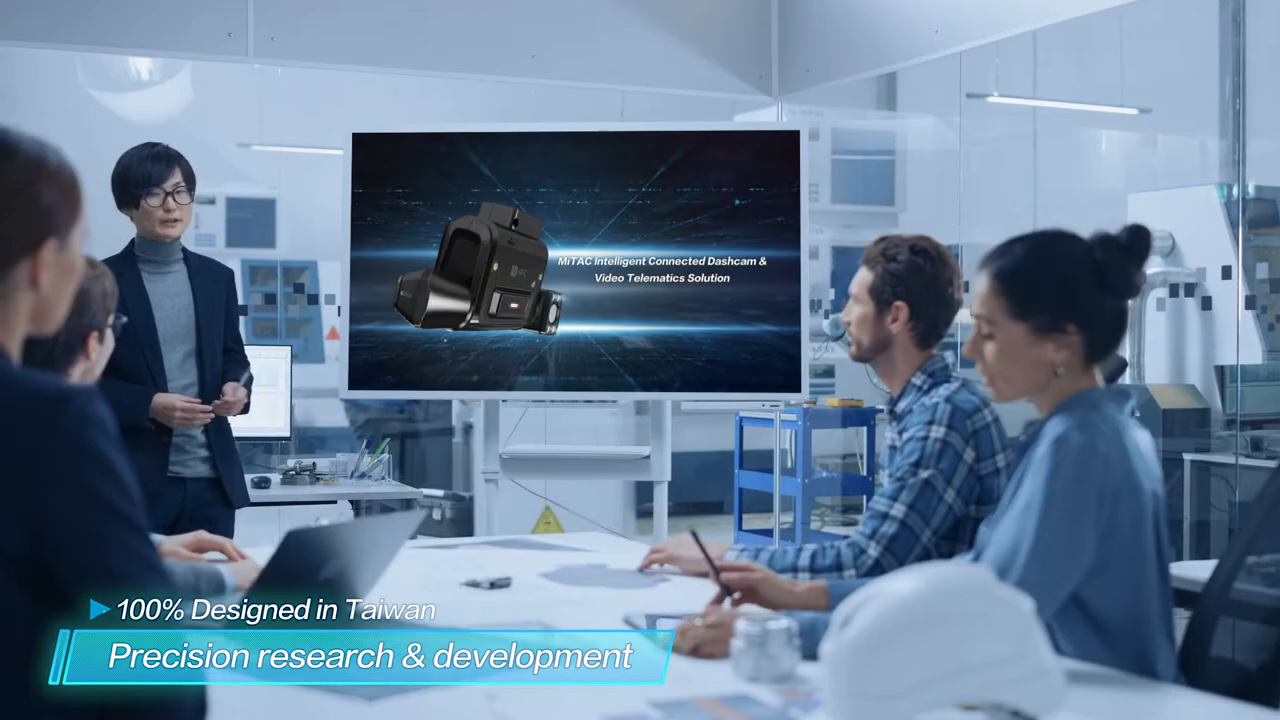 MiTAC Intelligent Connected Dashcam &
Video Telematics Solution
100% Designed in Taiwan
Precision research & development